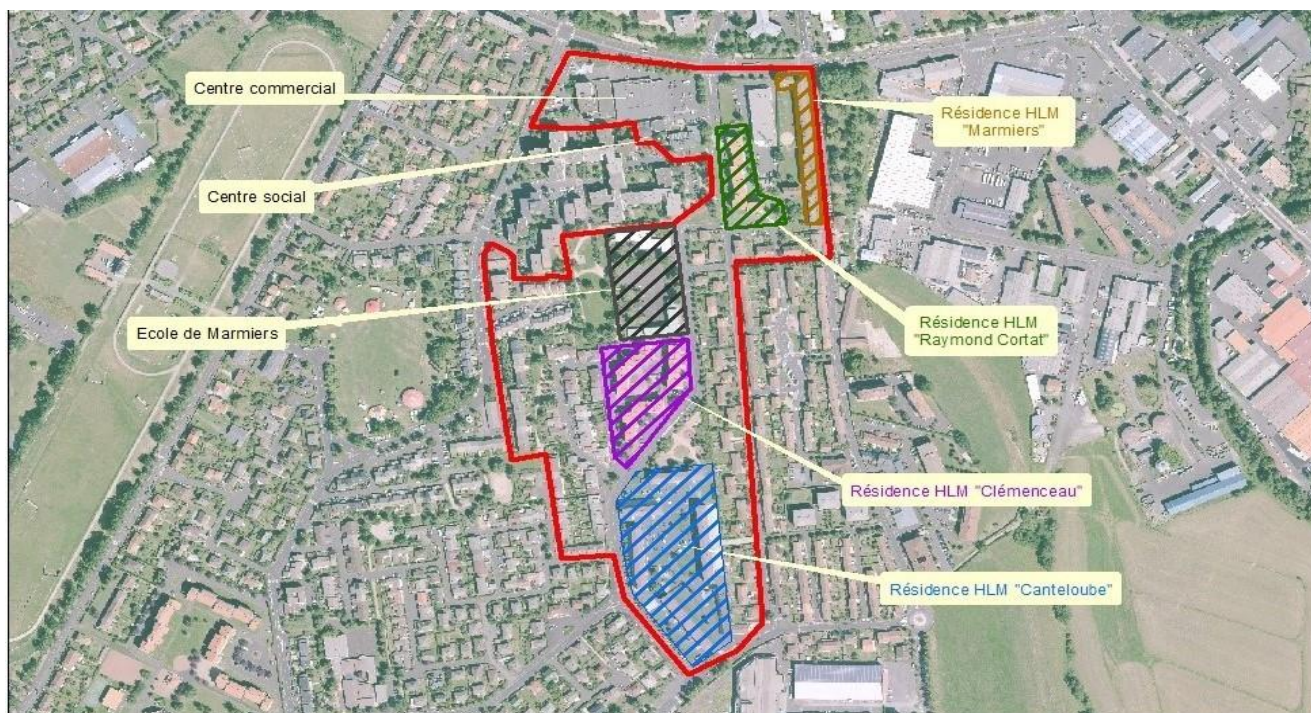 Centre commercial
Résidence HLM
"Marmiers"
Centre social
Ecole de Marmiers
Résidence HLM
"Raymond Cortat"
Résidence HLM "Clémenceau"
Résidence HLM "Canteloube"